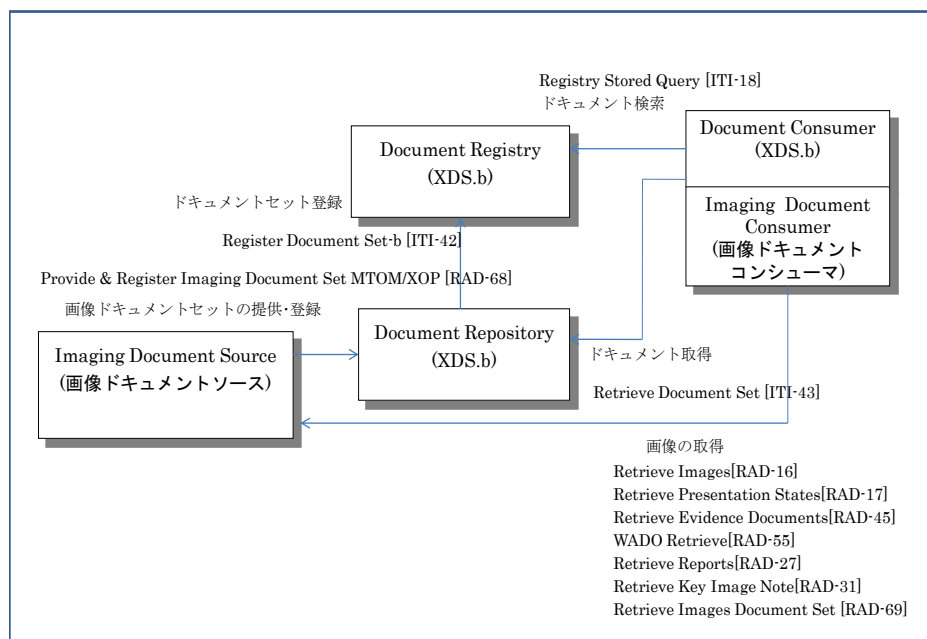 Registry Stored Query [ITI-18]
ドキュメント検索
Document Consumer
(XDS.b)
Document Registry
(XDS.b)
Imaging Document
Consumer
(画像ドキュメント
コンシューマ)
ドキュメントセット登録
Register Document Set-b [ITI-42]
Provide & Register Imaging Document Set MTOM/XOP [RAD-68]
画像ドキュメントセットの提供・登録
Imaging Document Source
(画像ドキュメントソース)
Document Repository
(XDS.b)
ドキュメント取得
Retrieve Document Set [ITI-43]
画像の取得
Retrieve Images[RAD-16]
Retrieve Presentation States[RAD-17]
Retrieve Evidence Documents[RAD-45]
WADO Retrieve[RAD-55]
Retrieve Reports[RAD-27]
Retrieve Key Image Note[RAD-31]
Retrieve Images Document Set [RAD-69]